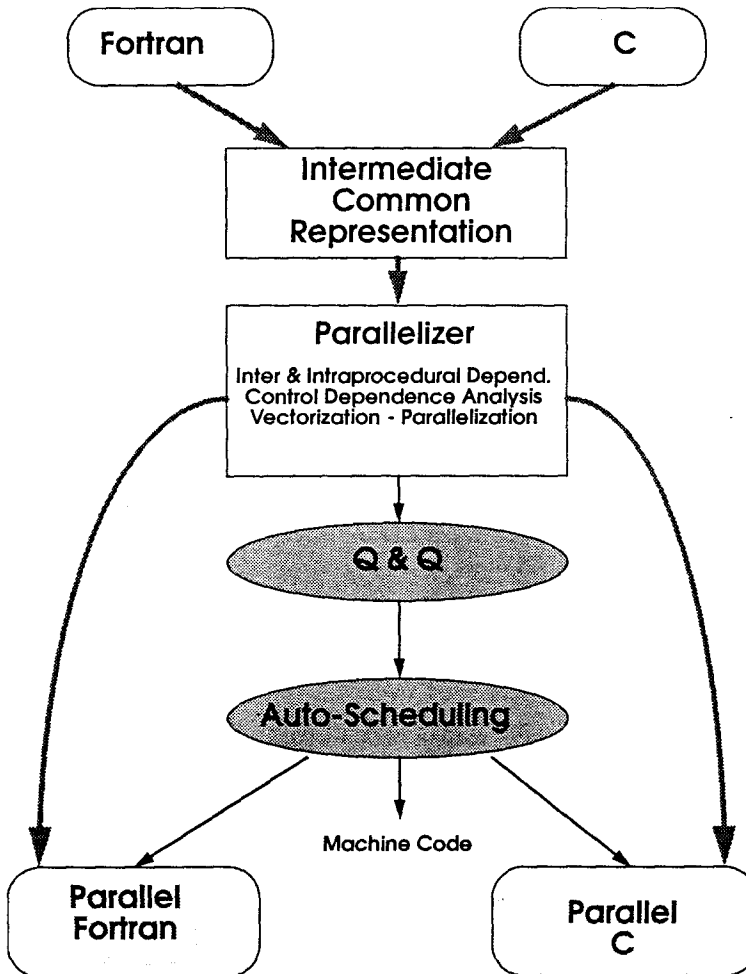 Fortran
C
Intermediate
Common
Representation
Parallelizer
Inter & Intraprocedural Depend.
Control Dependence Analysis
Vectorization - Parallelization
Q & Q
Auto-Scheduling
Machine Code
Parallel
Fortran
Parallel
C